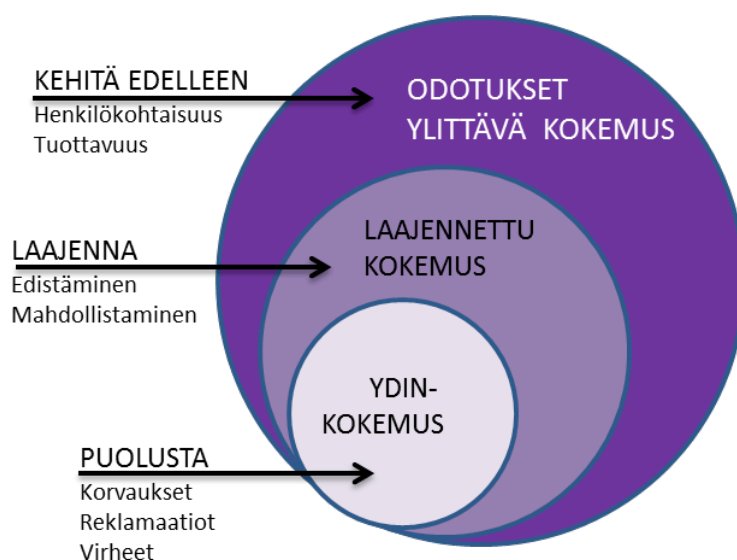 KEHITÄ EDELLEEN
Henkilökohtaisuus
Tuottavuus
ODOTUKSET
YLITTÄVÄ KOKEMUS
LAAJENNA
Edistäminen
Mahdollistaminen
LAAJENNETTU
KOKEMUS
YDIN-
KOKEMUS
PUOLUSTA
Korvaukset
Reklamaatiot
Virheet